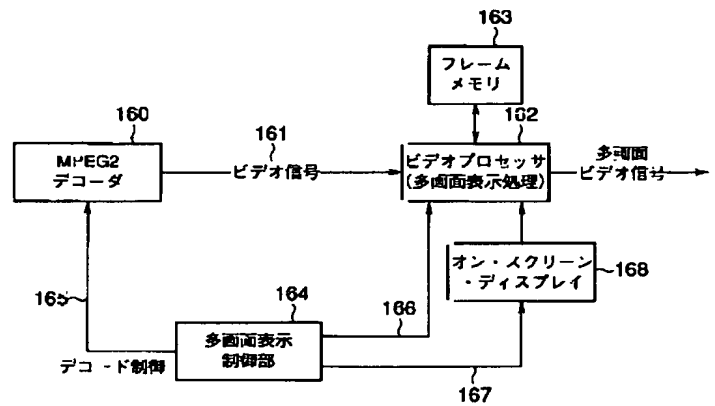 163
フレーム
メモリ
160
161
162
MPEG2
デコーダ
ビデオ信号
ビデオプロセッサ
(多画面表示処理)
多画面
ビデオ信号
オン・スクリーン
・ディスプレイ
168
165
164
166
多画面表示
制御部
デコード制御
167